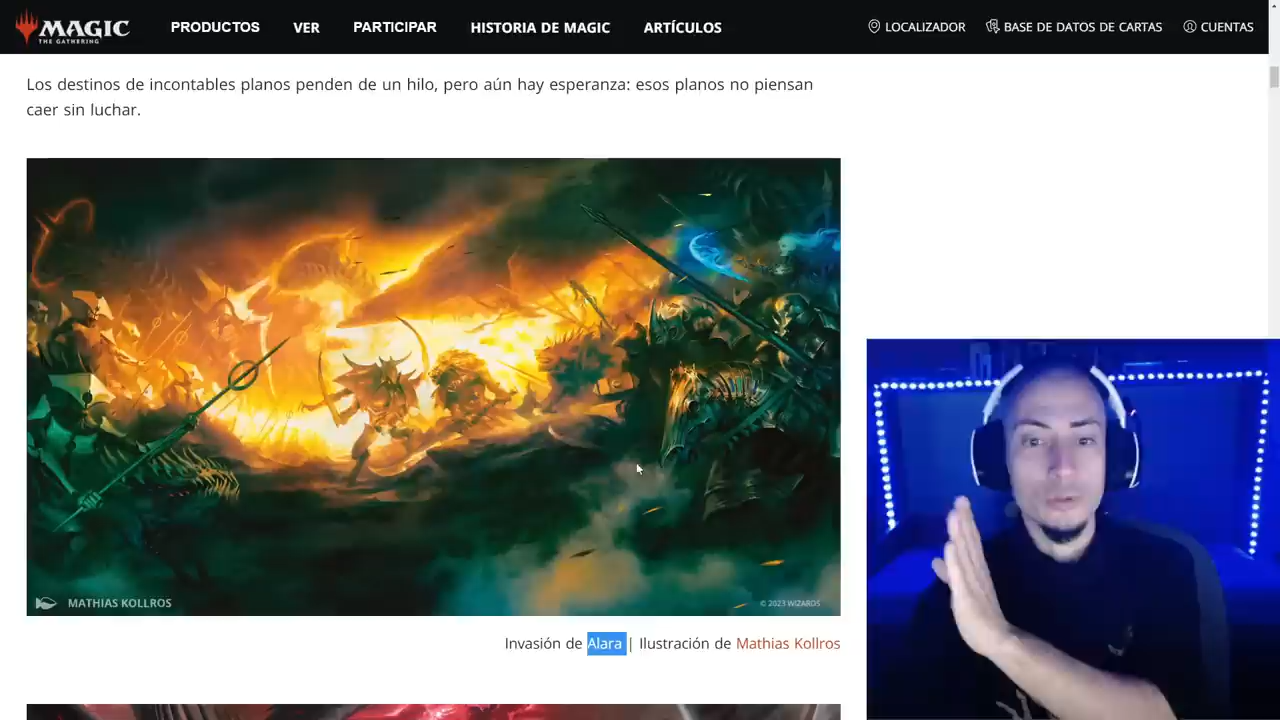 MAGIC
THE GATHERING
PRODUCTOS VER PARTICIPAR HISTORIA DE MAGIC ARTÍCULOS LOCALIZADOR BASE DE DATOS DE CARTAS CUENTAS
Los destinos de incontables planos penden de un hilo, pero aún hay esperanza: esos planos no piensan
caer sin luchar.
MATHIAS KOLLROS
© 2023 WIZARDS
Invasión de Alara | Ilustración de Mathias Kollros